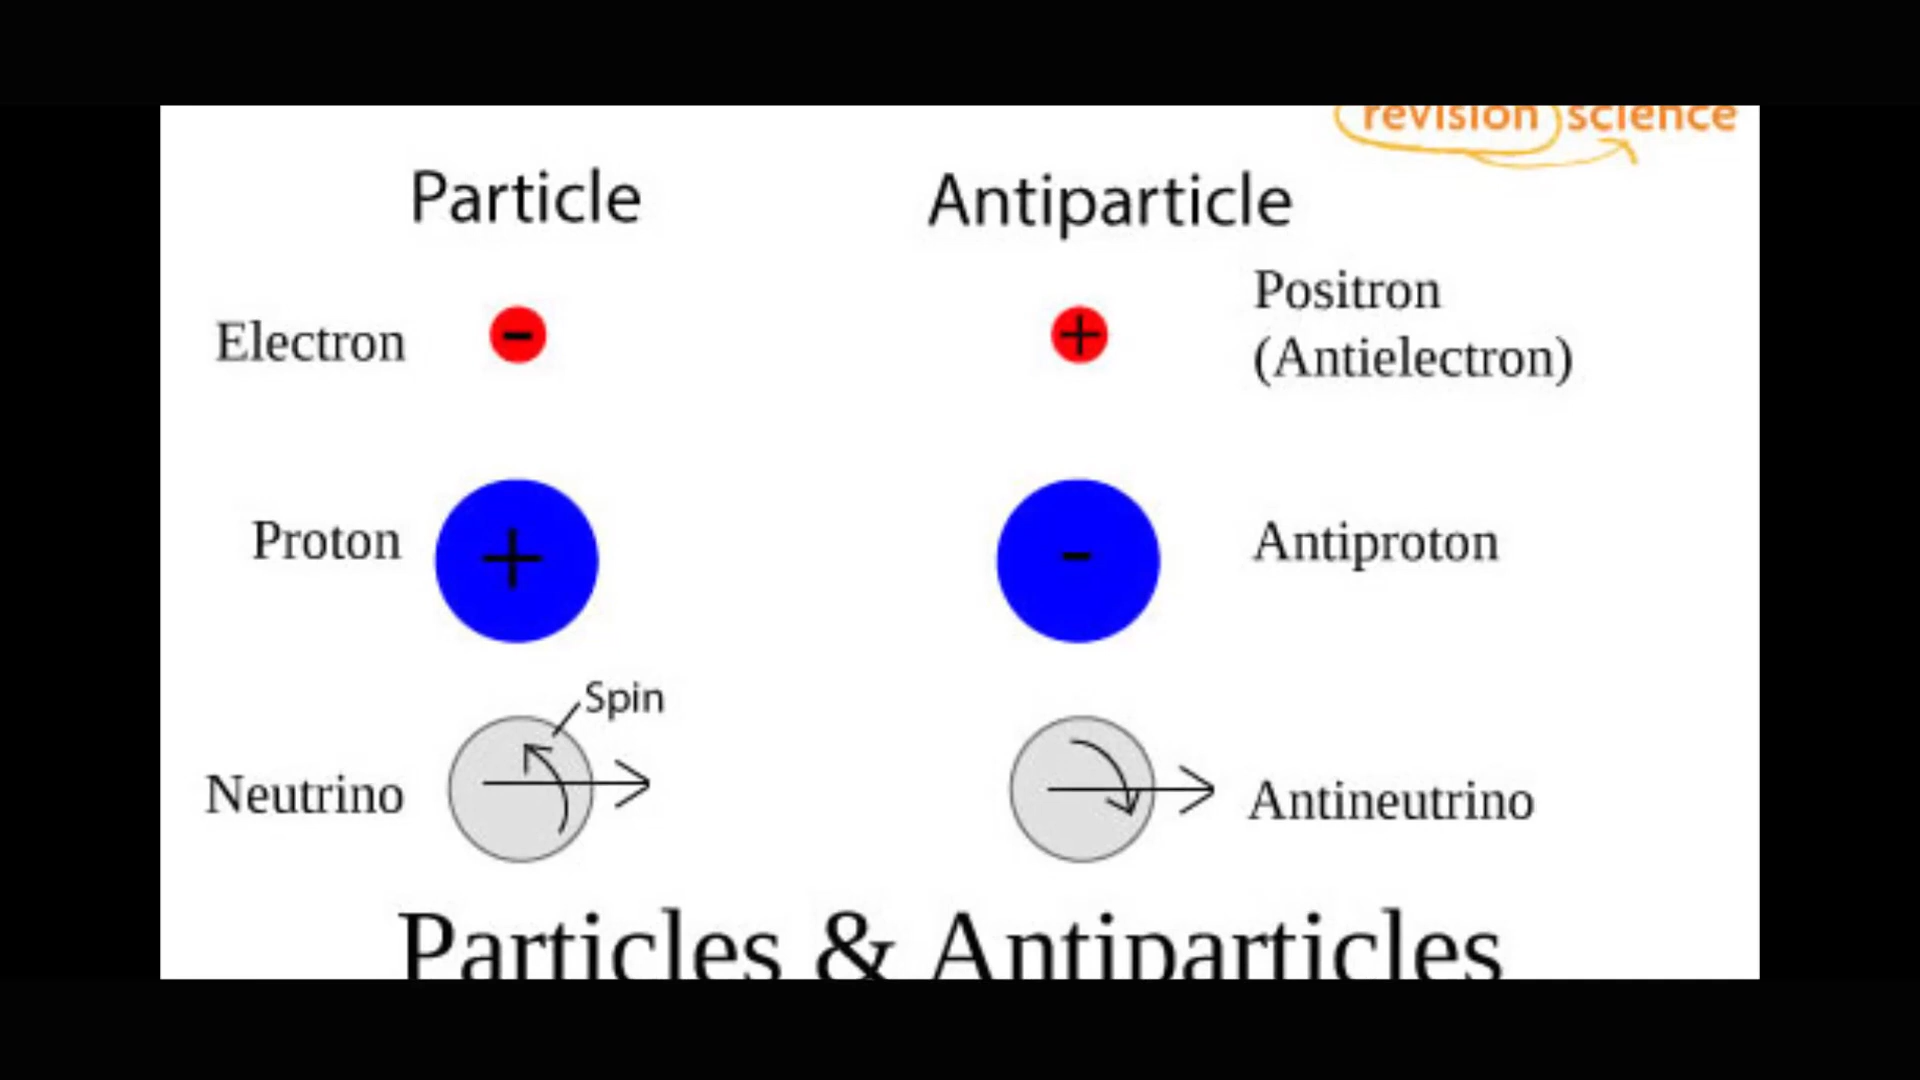 revision science
Particle
Antiparticle
Electron
-
+
Positron
(Antielectron)
Proton
+
-
Antiproton
Spin
Neutrino
Antineutrino
Particles & Antiparticles